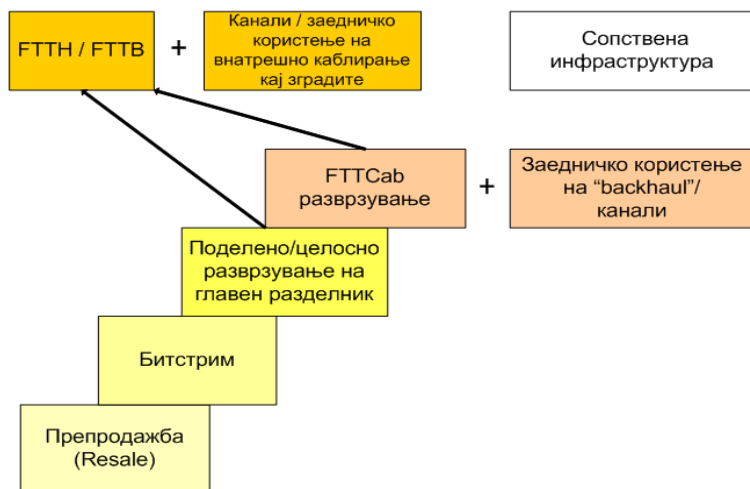 FTTH / FTTB
+
Канали / заедничко
користење на
внатрешно каблирање
кај зградите
Сопствена
инфраструктура
FTTCab
разврзување
+
Заедничко користење
на “backhaul”/
канали
Поделено/целосно
разврзување на
главен разделник
Битстрим
Препродажба
(Resale)